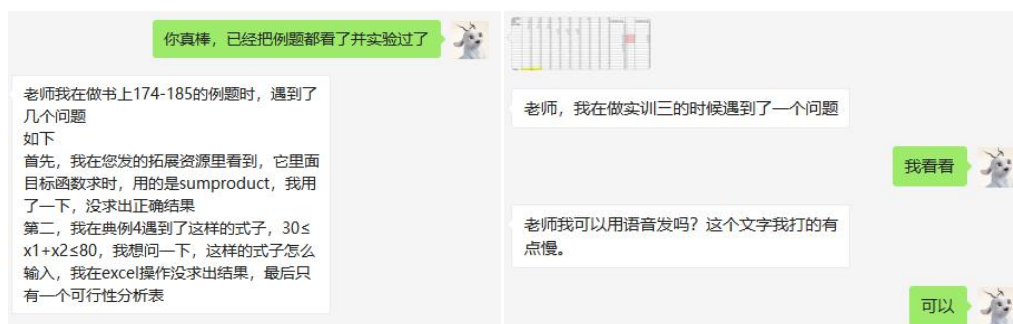 你真棒，已经把例题都看了并实验过了
老师我在做书上174-185的例题时，遇到了
几个问题
如下
首先，我在您发的拓展资源里看到，它里面
目标函数求时，用的是sumproduct，我用
了一下，没求出正确结果
第二，我在典例4遇到了这样的式子，30≤
x1+x2≤80，我想问一下，这样的式子怎么
输入，我在excel操作没求出结果，最后只
有一个可行性分析表
老师，我在做实训三的时候遇到了一个问题
我看看
老师我可以用语音发吗？这个文字我打的有
点慢。
可以